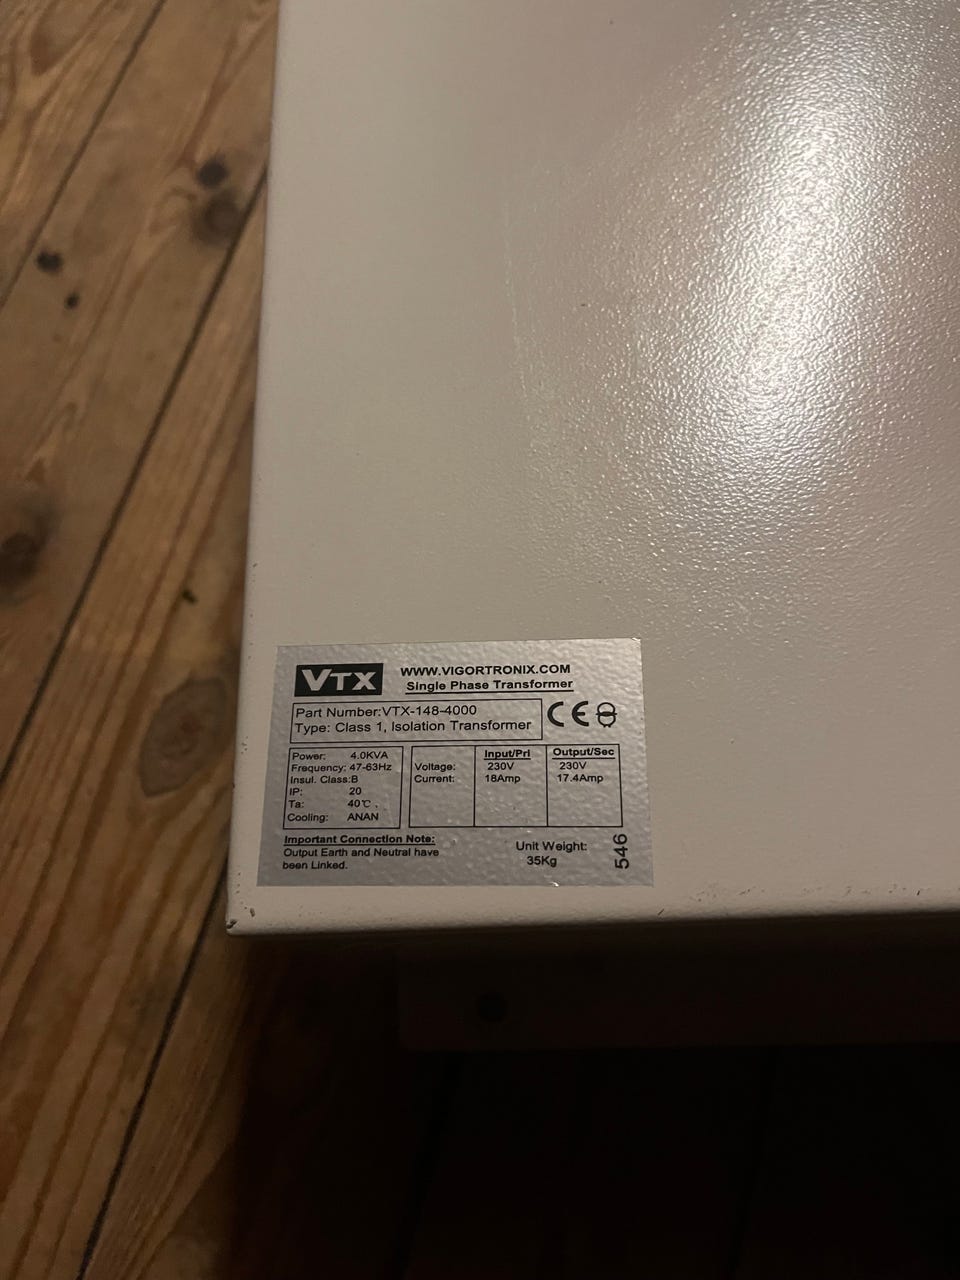 VTX
WWW.VIGORTRONIX.COM
Single Phase Transformer
Part Number:VTX-148-4000
Type: Class 1, Isolation Transformer
CE
Power: 4.0KVA
Frequency: 47-63Hz
Insul. Class:B
IP: 20
Ta: 40℃
Cooling: ANAN
Input/Pri Output/Sec
Voltage: 230V 230V
Current: 18Amp 17.4Amp
Important Connection Note:
Output Earth and Neutral have
been Linked.
Unit Weight:
35Kg
546